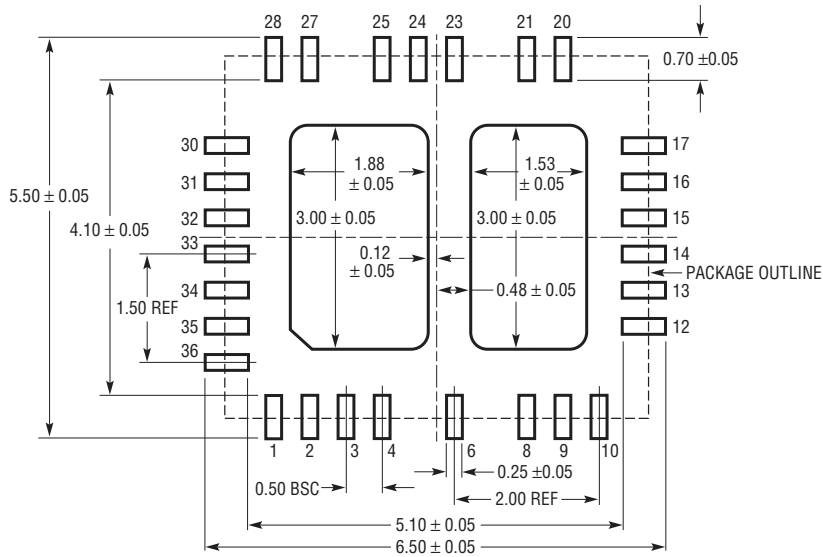 28 27 25 24 23 21 20
0.70 ±0.05
30
31
32
33
34
35
36
17
16
15
14
13
12
1.88
± 0.05
1.53
± 0.05
3.00 ± 0.05
3.00 ± 0.05
5.50 ± 0.05
4.10 ± 0.05
0.12
± 0.05
0.48 ± 0.05
PACKAGE OUTLINE
1.50 REF
1 2 3 4 6 8 9 10
0.25 ±0.05
0.50 BSC
2.00 REF
5.10 ± 0.05
6.50 ± 0.05